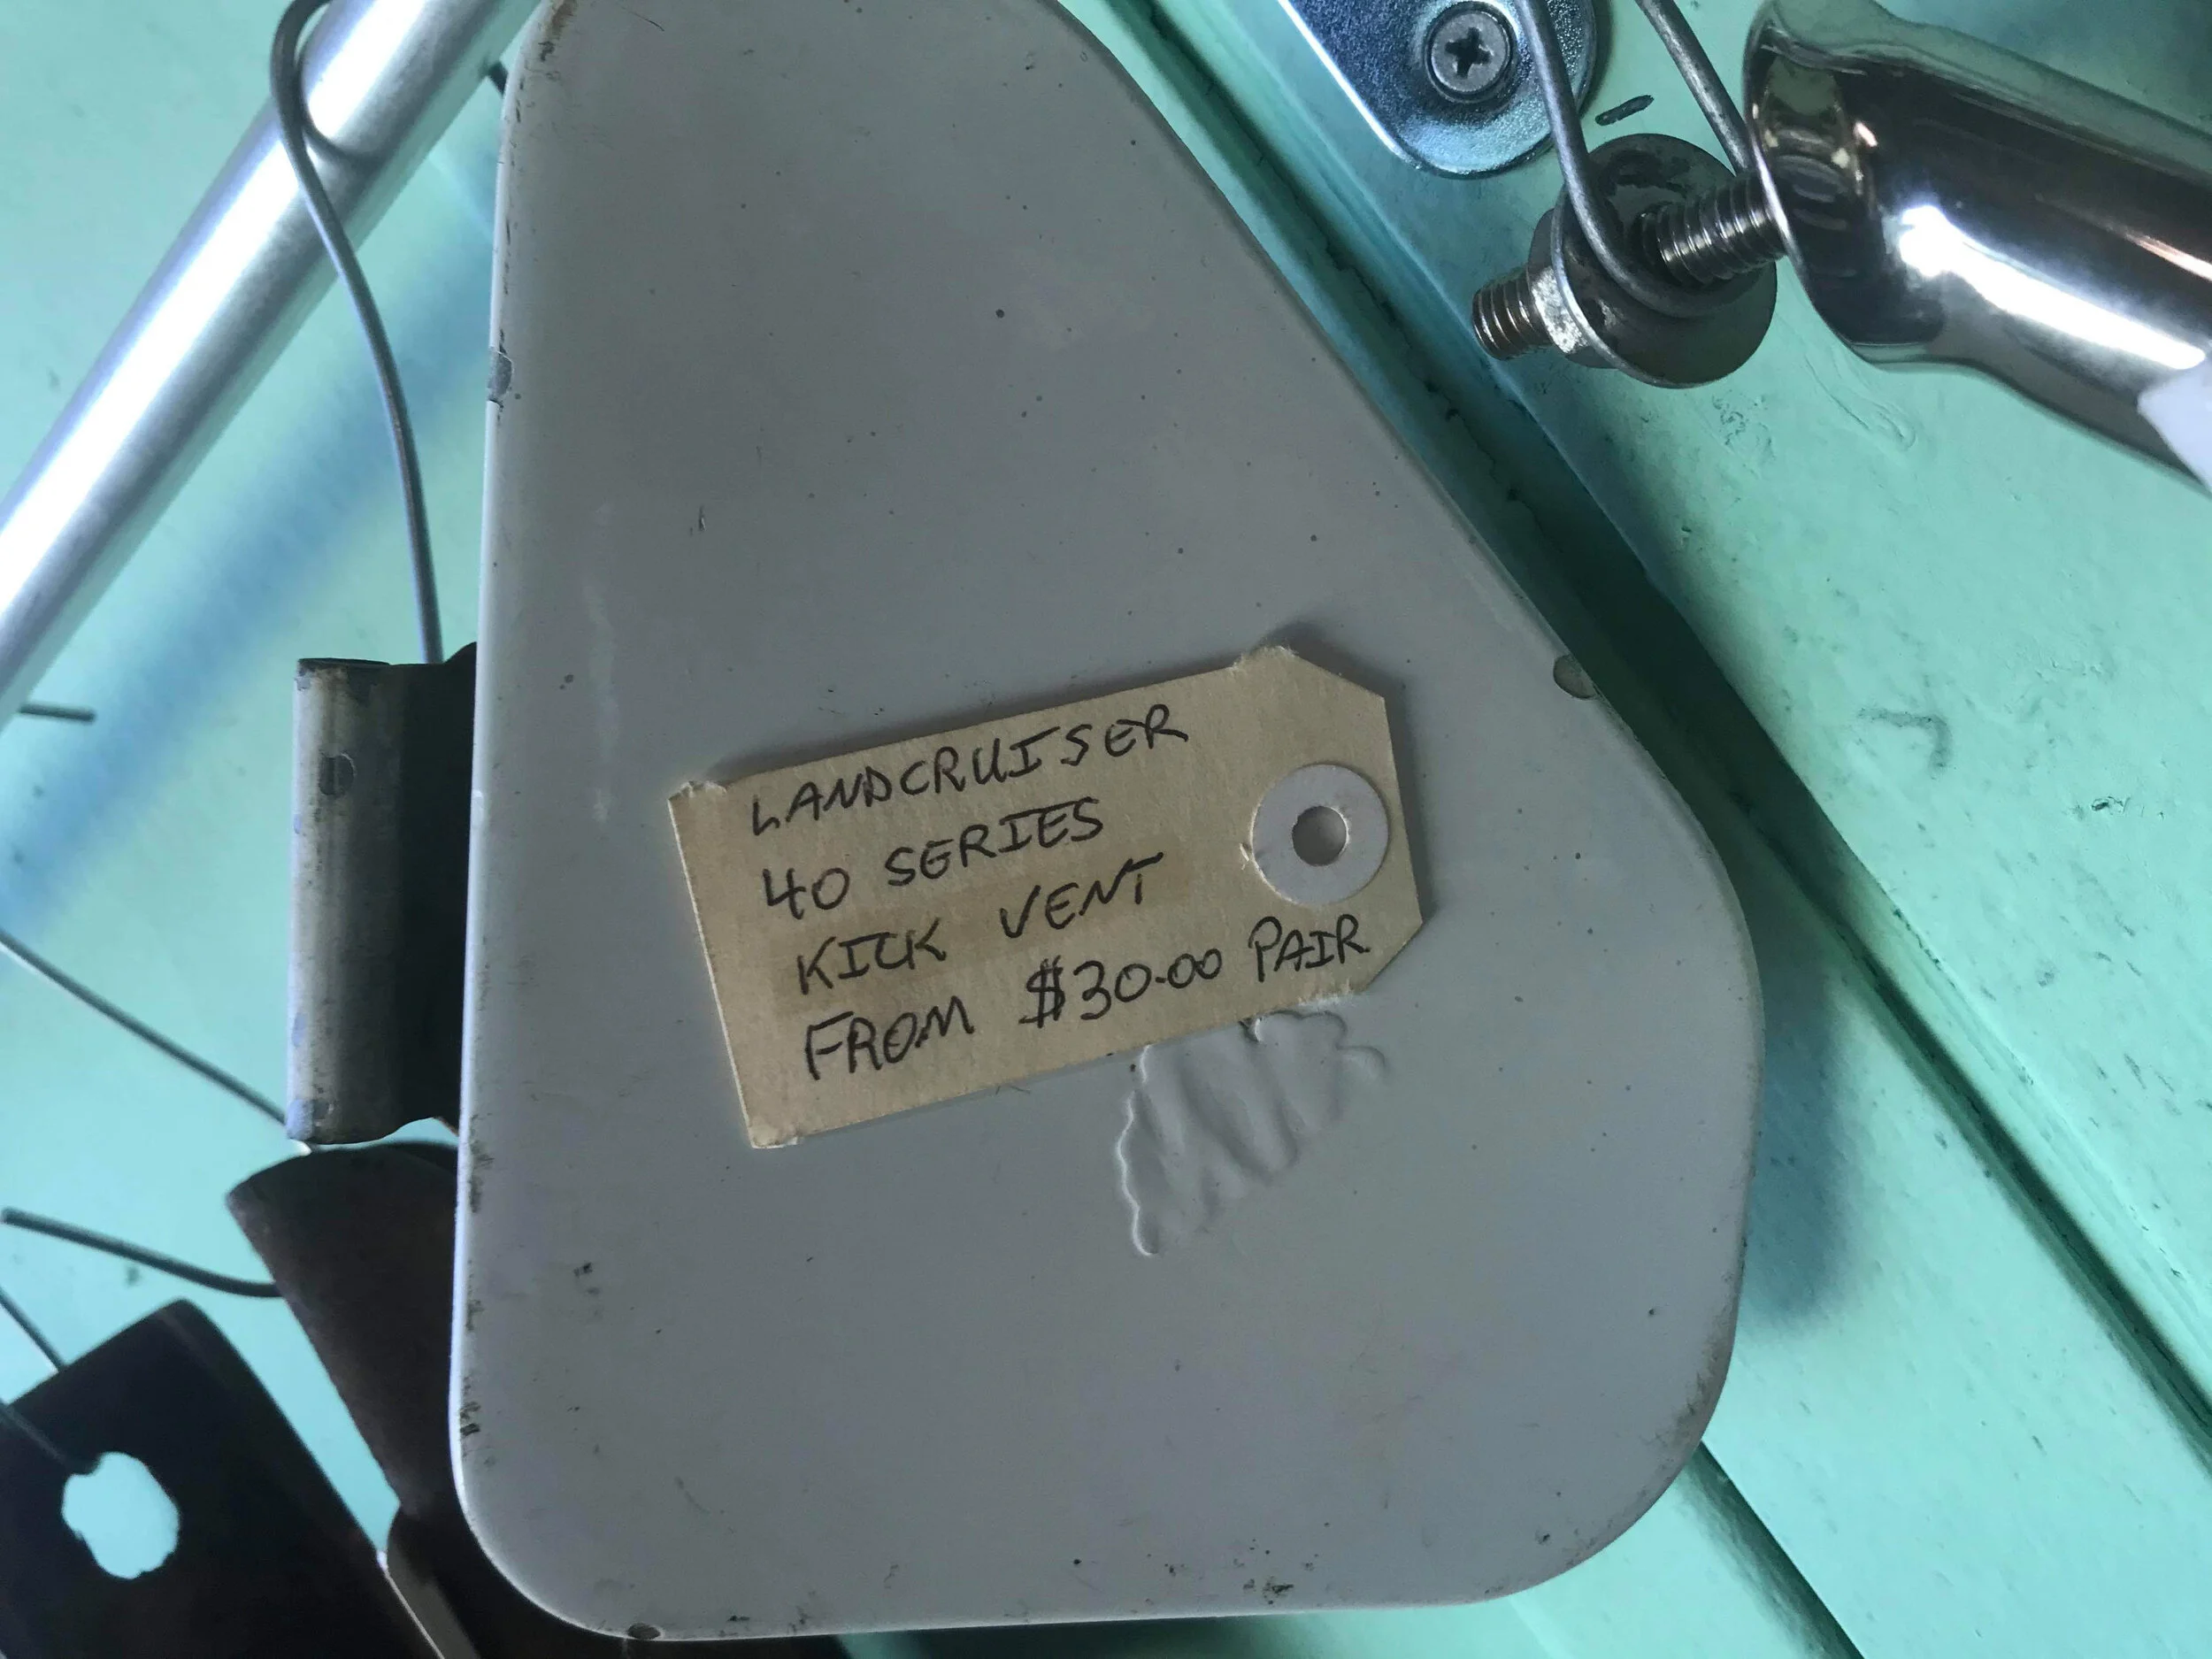 LANDCRUISER
40 SERIES
KICK VENT
FROM $30.00 PAIR